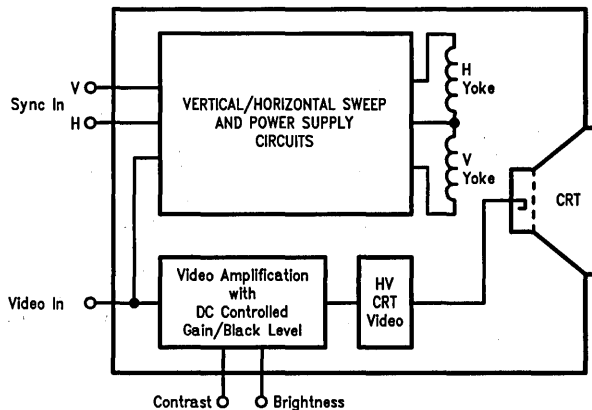 V
Sync In
H
VERTICAL/HORIZONTAL SWEEP
AND POWER SUPPLY
CIRCUITS
H
Yoke
V
Yoke
CRT
Video In
Video Amplification
with
DC Controlled
Gain/Black Level
HV
CRT
Video
Contrast
Brightness